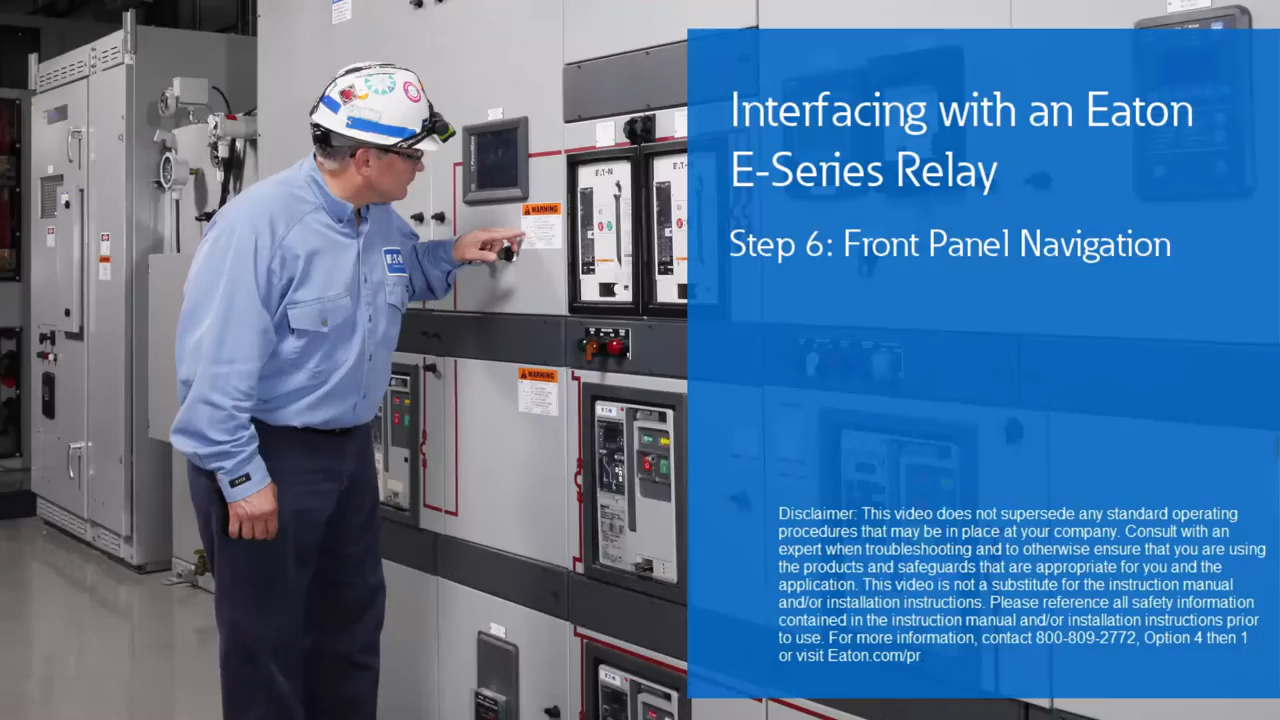 Interfacing with an Eaton
E-Series Relay
Step 6: Front Panel Navigation
WARNING
WARNING
E·T·N
E·T·N
E·T·N
Disclaimer: This video does not supersede any standard operating
procedures that may be in place at your company. Consult with an
expert when troubleshooting and to otherwise ensure that you are using
the products and safeguards that are appropriate for you and the
application. This video is not a substitute for the instruction manual
and/or installation instructions. Please reference all safety information
contained in the instruction manual and/or installation instructions prior
to use. For more information, contact 800-809-2772, Option 4 then 1
or visit Eaton.com/pr